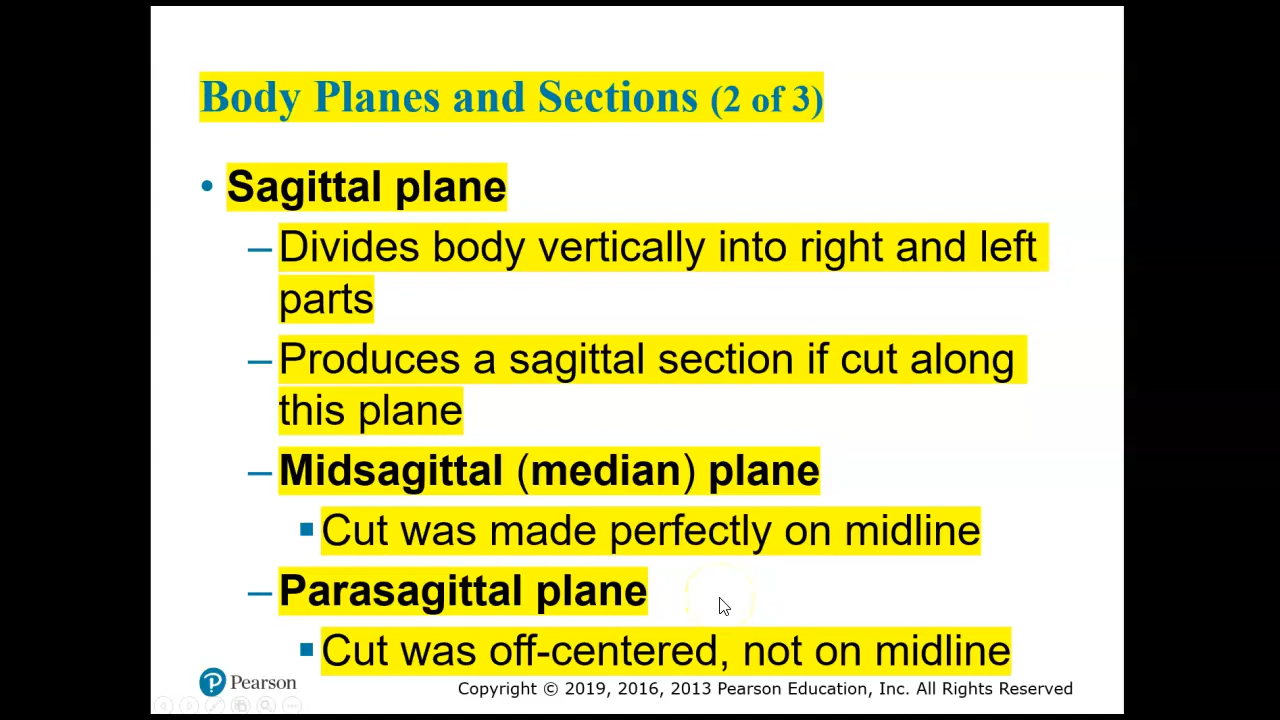 Body Planes and Sections (2 of 3)
• Sagittal plane
– Divides body vertically into right and left
parts
– Produces a sagittal section if cut along
this plane
– Midsagittal (median) plane
▪ Cut was made perfectly on midline
– Parasagittal plane
▪ Cut was off-centered, not on midline
P Pearson
Copyright © 2019, 2016, 2013 Pearson Education, Inc. All Rights Reserved